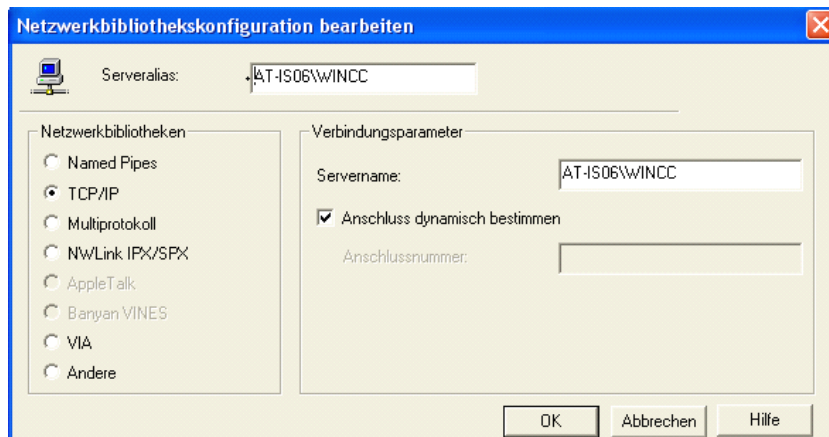 Netzwerkbibliothekskonfiguration bearbeiten
Serveralias: AT-IS06\WINCC
Netzwerkbibliotheken
Named Pipes
TCP/IP
Multiprotokoll
NWLink IPX/SPX
AppleTalk
Banyan VINES
VIA
Andere
Verbindungsparameter
Servername: AT-IS06\WINCC
Anschluss dynamisch bestimmen
Anschlussnummer:
OK Abbrechen Hilfe